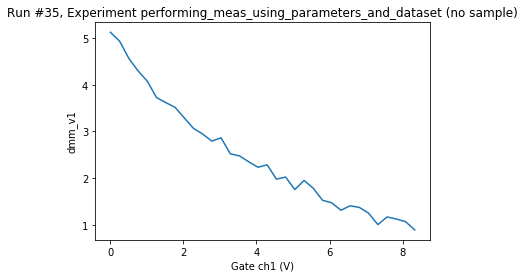 Run #35, Experiment performing_meas_using_parameters_and_dataset (no sample)
5
4
3
2
1
dmm_v1
0 2 4 6 8
Gate ch1 (V)